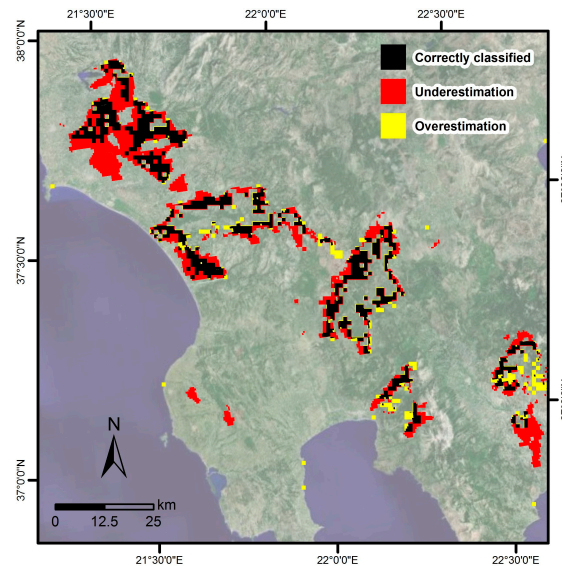 21°30'0"E 22°0'0"E 22°30'0"E
38°0'0"N
Correctly classified
Underestimation
Overestimation
37°30'0"N
N
37°0'0"N
km
0 12.5 25
21°30'0"E 22°0'0"E 22°30'0"E